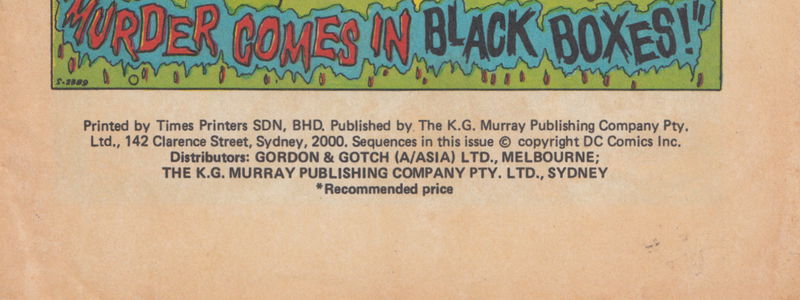 MURDER COMES IN BLACK BOXES!"
S-2389
Printed by Times Printers SDN, BHD. Published by The K.G. Murray Publishing Company Pty.
Ltd., 142 Clarence Street, Sydney, 2000. Sequences in this issue © copyright DC Comics Inc.
Distributors: GORDON & GOTCH (A/ASIA) LTD., MELBOURNE;
THE K.G. MURRAY PUBLISHING COMPANY PTY. LTD., SYDNEY
*Recommended price